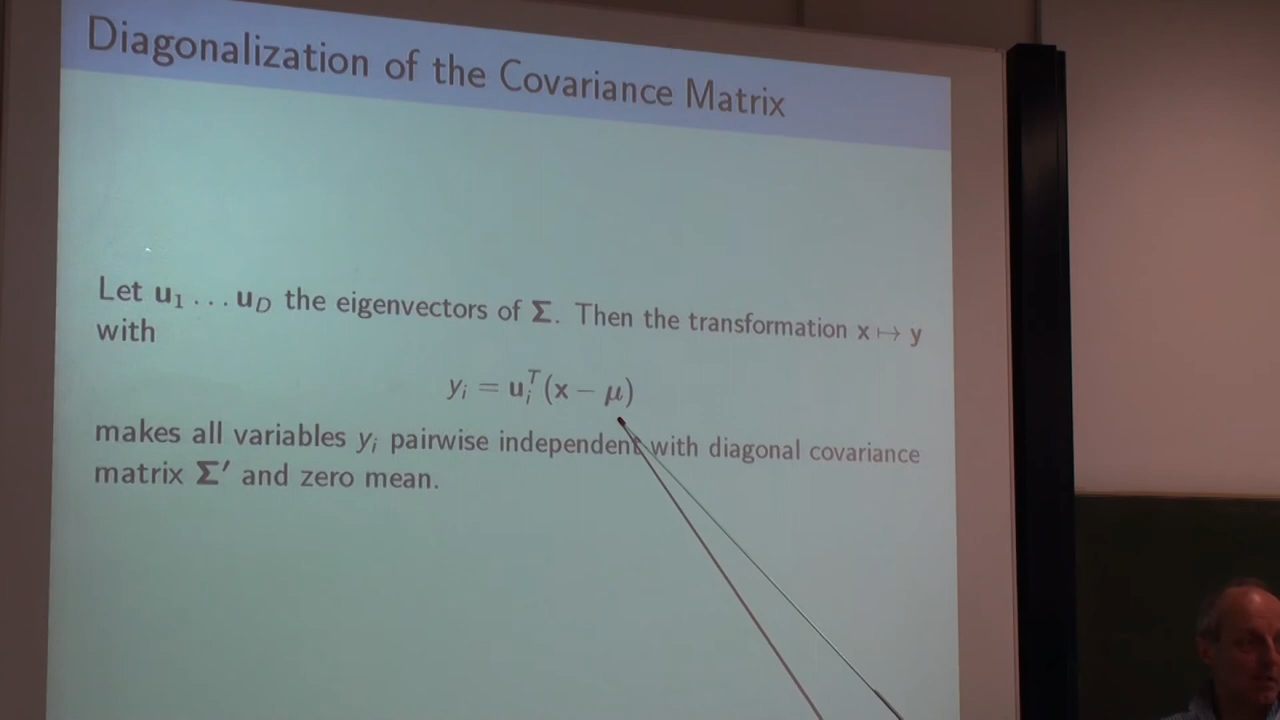 Diagonalization of the Covariance Matrix
Let u₁ . . . u_D the eigenvectors of Σ. Then the transformation x ↦ y
with
yᵢ = uᵢᵀ(x − μ)
makes all variables yᵢ pairwise independent with diagonal covariance
matrix Σ′ and zero mean.